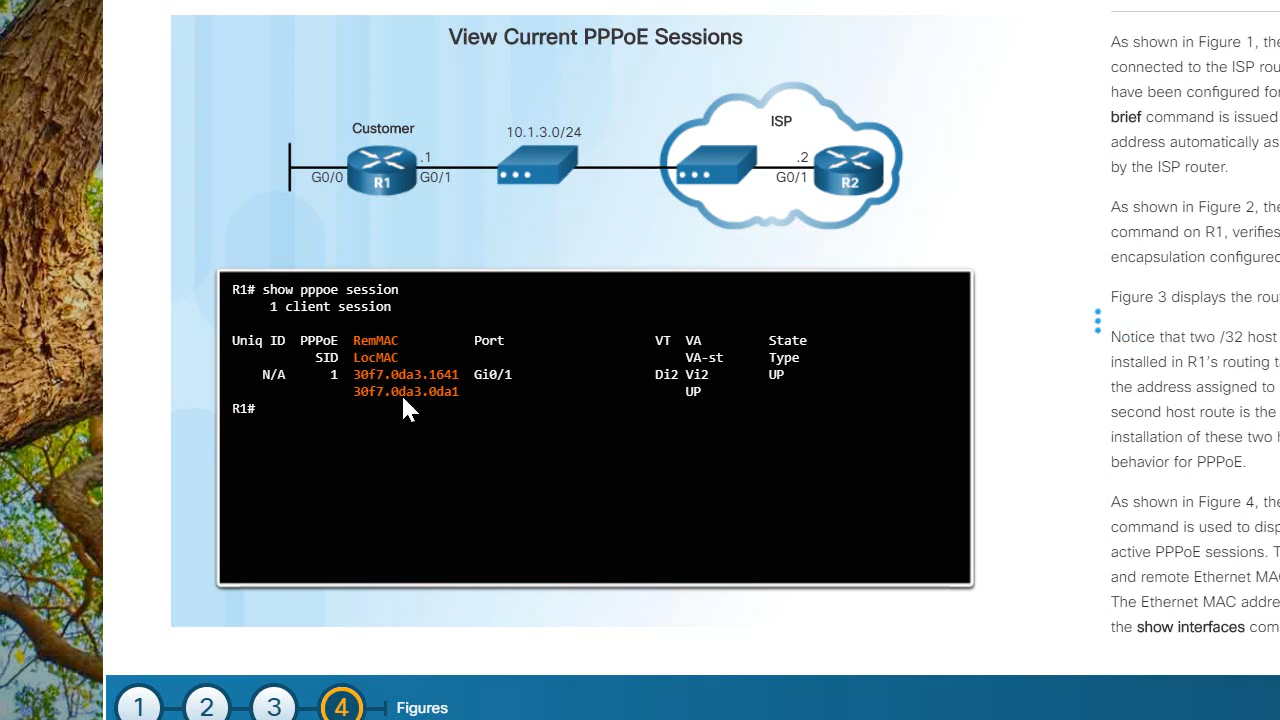 View Current PPPoE Sessions
Customer
10.1.3.0/24
ISP
.1
.2
G0/0
R1
G0/1
G0/1
R2
R1# show pppoe session
1 client session
Uniq ID PPPoE RemMAC Port VT VA State
SID LocMAC VA-st Type
N/A 1 30f7.0da3.1641 Gi0/1 Di2 Vi2 UP
30f7.0da3.0da1 UP
R1#
As shown in Figure 1, the
connected to the ISP rou
have been configured for
brief command is issued
address automatically as
by the ISP router.
As shown in Figure 2, the
command on R1, verifies
encapsulation configured
Figure 3 displays the rou
Notice that two /32 host
installed in R1's routing t
the address assigned to
second host route is the
installation of these two h
behavior for PPPoE.
As shown in Figure 4, the
command is used to disp
active PPPoE sessions. T
and remote Ethernet MAC
The Ethernet MAC addre
the show interfaces com
1 2 3 4 Figures